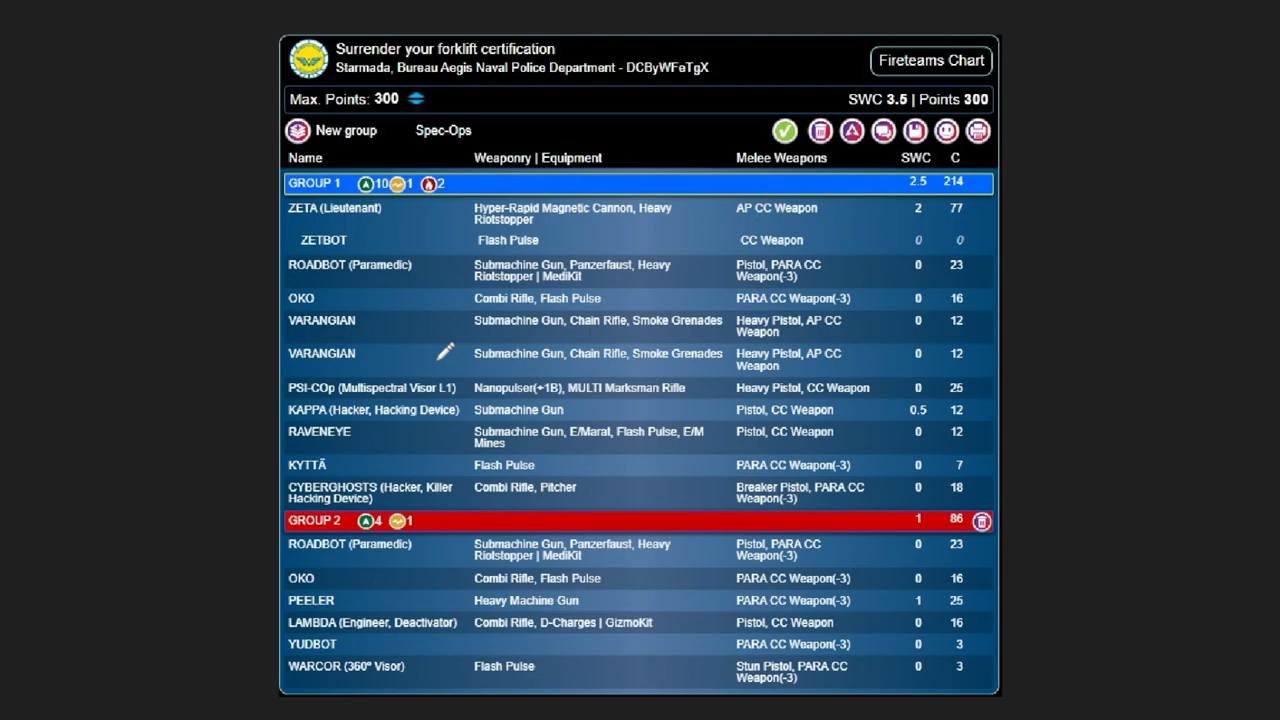 Surrender your forklift certification
Starmada, Bureau Aegis Naval Police Department - DCByWFeTgX
Fireteams Chart
Max. Points: 300
SWC 3.5 | Points 300
New group Spec-Ops
Name Weaponry | Equipment Melee Weapons SWC C
GROUP 1 10 1 2 2.5 214
ZETA (Lieutenant) Hyper-Rapid Magnetic Cannon, Heavy Riotstopper AP CC Weapon 2 77
ZETBOT Flash Pulse CC Weapon 0 0
ROADBOT (Paramedic) Submachine Gun, Panzerfaust, Heavy Riotstopper | MediKit Pistol, PARA CC Weapon(-3) 0 23
OKO Combi Rifle, Flash Pulse PARA CC Weapon(-3) 0 16
VARANGIAN Submachine Gun, Chain Rifle, Smoke Grenades Heavy Pistol, AP CC Weapon 0 12
VARANGIAN Submachine Gun, Chain Rifle, Smoke Grenades Heavy Pistol, AP CC Weapon 0 12
PSI-COp (Multispectral Visor L1) Nanopulser(+1B), MULTI Marksman Rifle Heavy Pistol, CC Weapon 0 25
KAPPA (Hacker, Hacking Device) Submachine Gun Pistol, CC Weapon 0.5 12
RAVENEYE Submachine Gun, E/Marat, Flash Pulse, E/M Mines Pistol, CC Weapon 0 12
KYTTÄ Flash Pulse PARA CC Weapon(-3) 0 7
CYBERGHOSTS (Hacker, Killer Hacking Device) Combi Rifle, Pitcher Breaker Pistol, PARA CC Weapon(-3) 0 18
GROUP 2 4 1 1 86
ROADBOT (Paramedic) Submachine Gun, Panzerfaust, Heavy Riotstopper | MediKit Pistol, PARA CC Weapon(-3) 0 23
OKO Combi Rifle, Flash Pulse PARA CC Weapon(-3) 0 16
PEELER Heavy Machine Gun PARA CC Weapon(-3) 1 25
LAMBDA (Engineer, Deactivator) Combi Rifle, D-Charges | GizmoKit Pistol, CC Weapon 0 16
YUDBOT PARA CC Weapon(-3) 0 3
WARCOR (360º Visor) Flash Pulse Stun Pistol, PARA CC Weapon(-3) 0 3